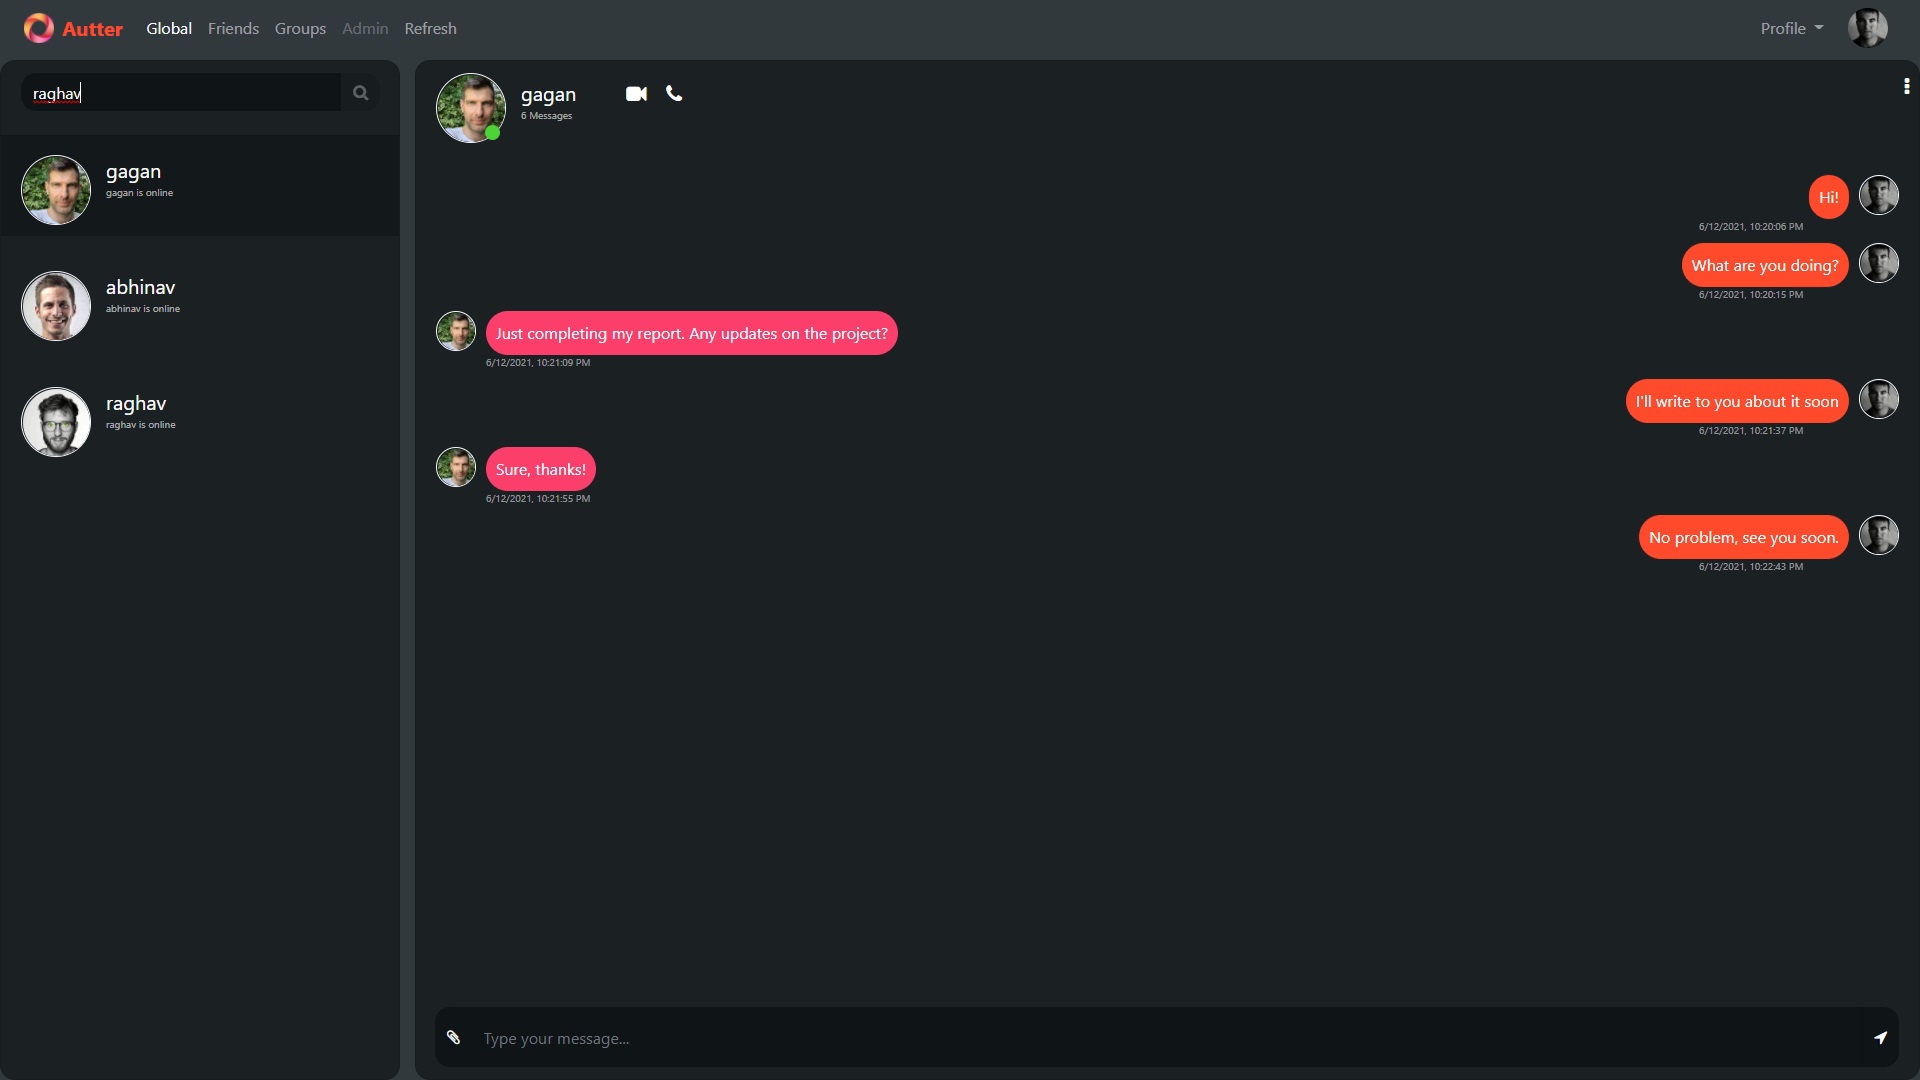 Autter Global Friends Groups Admin Refresh Profile
raghav
gagan
gagan is online
abhinav
abhinav is online
raghav
raghav is online
gagan
6 Messages
Hi!
6/12/2021, 10:20:06 PM
What are you doing?
6/12/2021, 10:20:15 PM
Just completing my report. Any updates on the project?
6/12/2021, 10:21:09 PM
I'll write to you about it soon
6/12/2021, 10:21:37 PM
Sure, thanks!
6/12/2021, 10:21:55 PM
No problem, see you soon.
6/12/2021, 10:22:43 PM
Type your message...